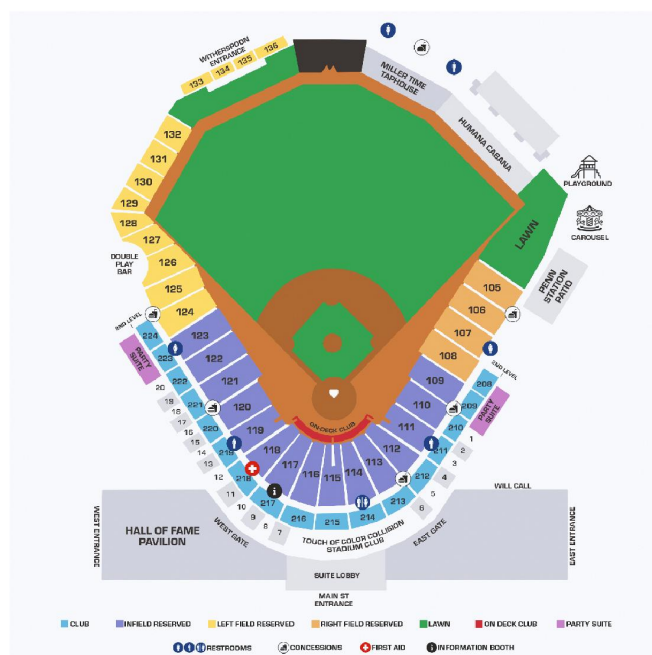 WITHERSPOON
ENTRANCE
133
134
135
136
MILLER TIME
TAPHOUSE
HUMANA CABANA
PLAYGROUND
CAROUSEL
LAWN
PENN
STATION
PATIO
132
131
130
129
128
127
126
125
124
DOUBLE
PLAY
BAR
105
106
107
108
2ND LEVEL
224
223
222
221
220
219
218
217
216
215
214
213
212
211
210
209
208
2ND LEVEL
PARTY
SUITE
PARTY
SUITE
123
122
121
120
119
118
117
116
115
114
113
112
111
110
109
ON DECK CLUB
20
19
18
17
16
15
14
13
12
11
10
9
8
7
6
5
4
3
2
1
WILL CALL
WEST ENTRANCE
HALL OF FAME
PAVILION
WEST GATE
TOUCH OF COLOR COLLISION
STADIUM CLUB
EAST GATE
EAST ENTRANCE
SUITE LOBBY
MAIN ST
ENTRANCE
CLUB INFIELD RESERVED LEFT FIELD RESERVED RIGHT FIELD RESERVED LAWN ON DECK CLUB PARTY SUITE
RESTROOMS CONCESSIONS FIRST AID INFORMATION BOOTH